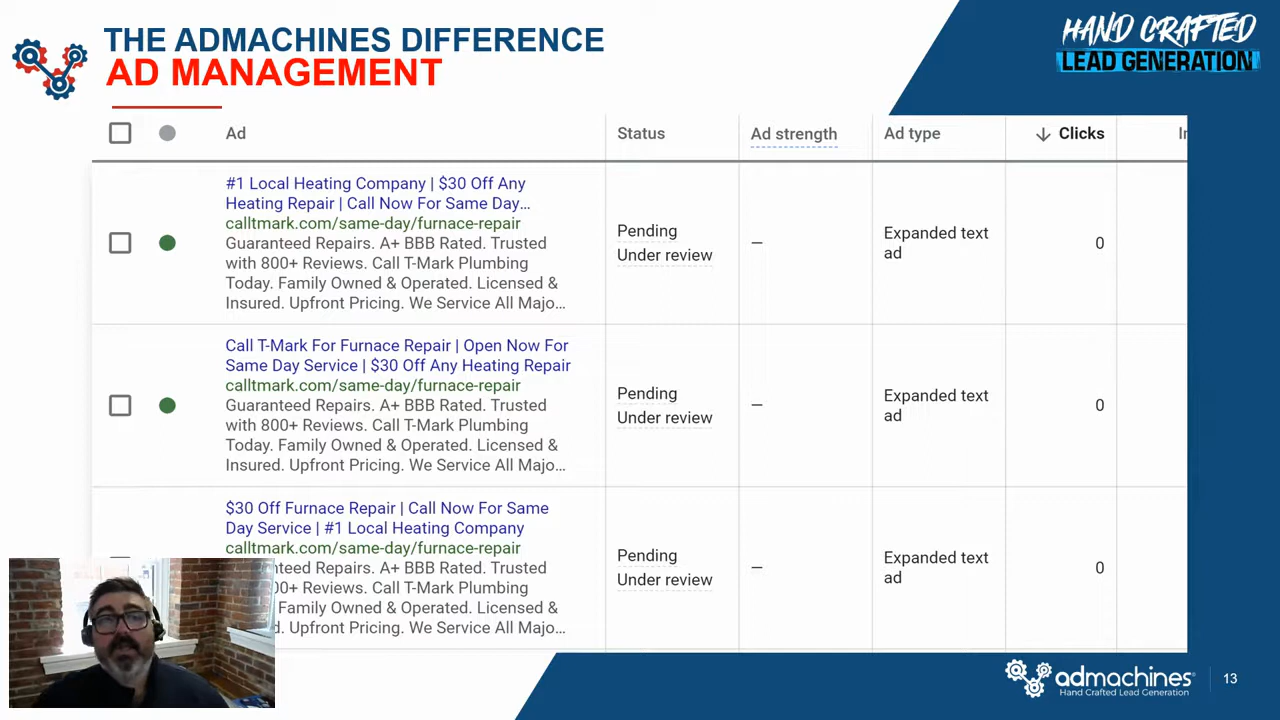 THE ADMACHINES DIFFERENCE
AD MANAGEMENT
HAND CRAFTED
LEAD GENERATION
Ad
Status
Ad strength
Ad type
Clicks
#1 Local Heating Company | $30 Off Any
Heating Repair | Call Now For Same Day…
calltmark.com/same-day/furnace-repair
Guaranteed Repairs. A+ BBB Rated. Trusted
with 800+ Reviews. Call T-Mark Plumbing
Today. Family Owned & Operated. Licensed &
Insured. Upfront Pricing. We Service All Majo…
Pending
Under review
—
Expanded text
ad
0
Call T-Mark For Furnace Repair | Open Now For
Same Day Service | $30 Off Any Heating Repair
calltmark.com/same-day/furnace-repair
Guaranteed Repairs. A+ BBB Rated. Trusted
with 800+ Reviews. Call T-Mark Plumbing
Today. Family Owned & Operated. Licensed &
Insured. Upfront Pricing. We Service All Majo…
Pending
Under review
—
Expanded text
ad
0
$30 Off Furnace Repair | Call Now For Same
Day Service | #1 Local Heating Company
calltmark.com/same-day/furnace-repair
Repairs. A+ BBB Rated. Trusted
Reviews. Call T-Mark Plumbing
Family Owned & Operated. Licensed &
Upfront Pricing. We Service All Majo…
Pending
Under review
—
Expanded text
ad
0
admachines®
Hand Crafted Lead Generation
13